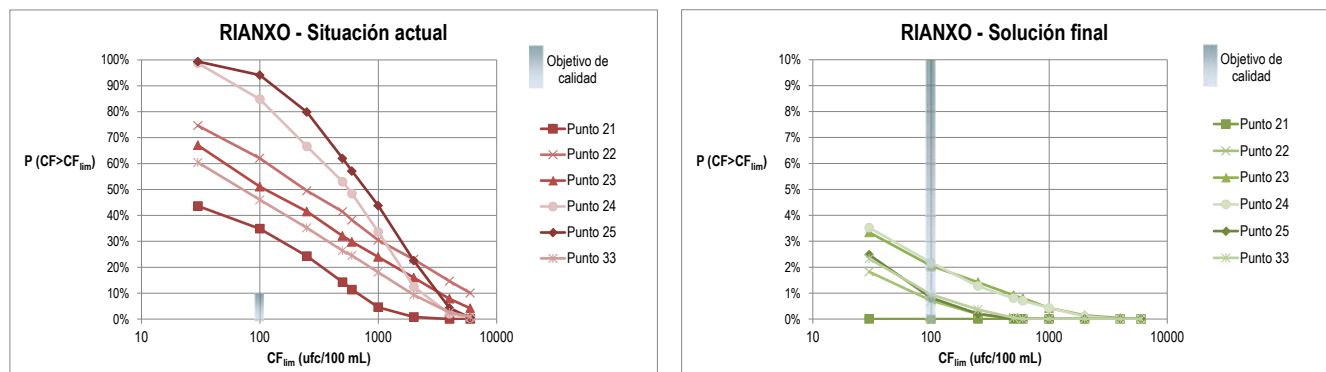 RIANXO - Situación actual
100%
90%
80%
70%
60%
50%
40%
30%
20%
10%
0%
P (CF>CFlim)
10
100
1000
10000
CFlim (ufc/100 mL)
Objetivo de
calidad
Punto 21
Punto 22
Punto 23
Punto 24
Punto 25
Punto 33
RIANXO - Solución final
10%
9%
8%
7%
6%
5%
4%
3%
2%
1%
0%
P (CF>CFlim)
10
100
1000
10000
CFlim (ufc/100 mL)
Objetivo de
calidad
Punto 21
Punto 22
Punto 23
Punto 24
Punto 25
Punto 33